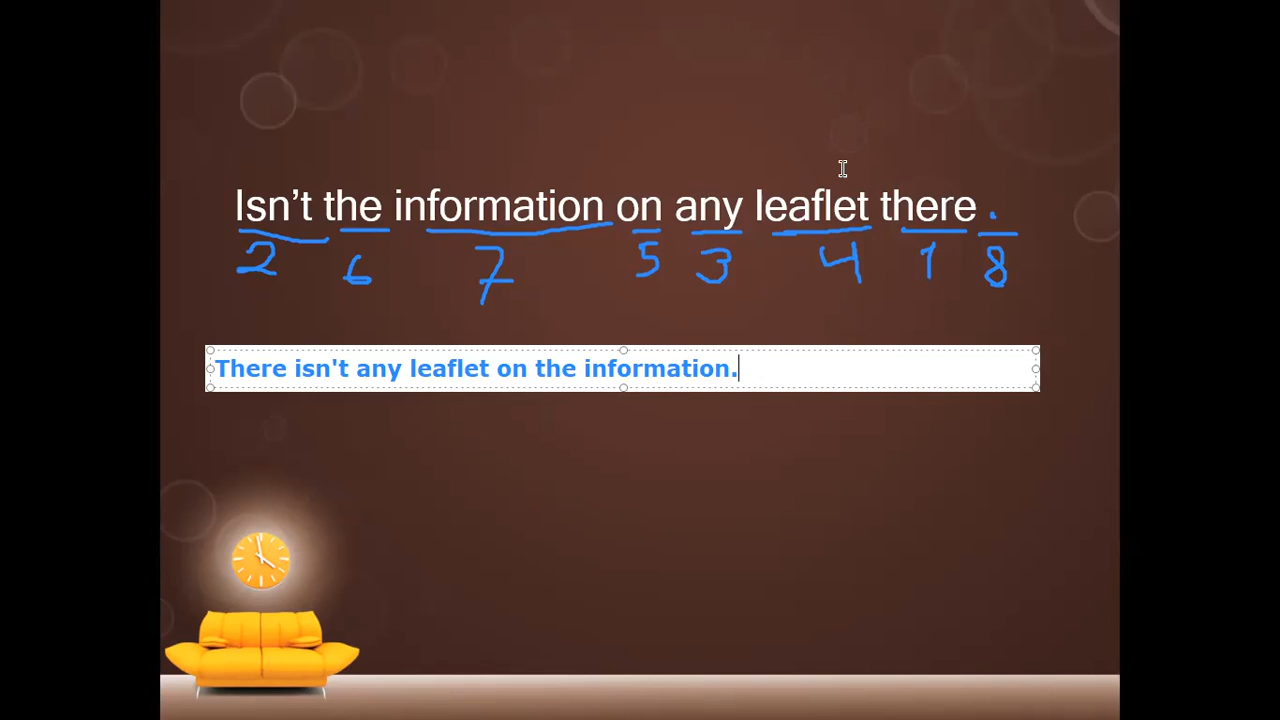 Isn’t the information on any leaflet there .
2 6 7 5 3 4 1 8
There isn't any leaflet on the information.